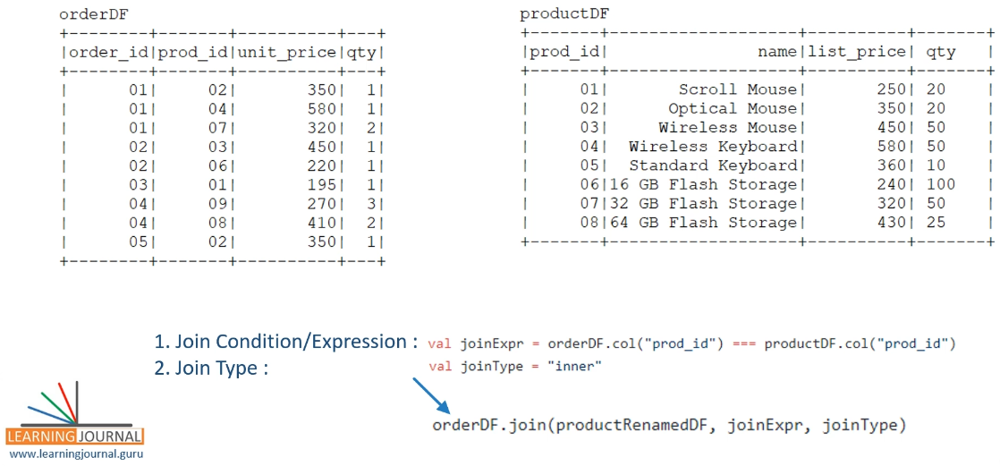 orderDF
+--------+-------+----------+---+
|order_id|prod_id|unit_price|qty|
+--------+-------+----------+---+
|      01|     02|       350|  1|
|      01|     04|       580|  1|
|      01|     07|       320|  2|
|      02|     03|       450|  1|
|      02|     06|       220|  1|
|      03|     01|       195|  1|
|      04|     09|       270|  3|
|      04|     08|       410|  2|
|      05|     02|       350|  1|
+--------+-------+----------+---+
productDF
+-------+-------------------+----------+-------+
|prod_id|               name|list_price| qty   |
+-------+-------------------+----------+-------+
|     01|       Scroll Mouse|       250| 20    |
|     02|      Optical Mouse|       350| 20    |
|     03|     Wireless Mouse|       450| 50    |
|     04|  Wireless Keyboard|       580| 50    |
|     05|  Standard Keyboard|       360| 10    |
|     06|16 GB Flash Storage|       240| 100   |
|     07|32 GB Flash Storage|       320| 50    |
|     08|64 GB Flash Storage|       430| 25    |
+-------+-------------------+----------+-------+
1. Join Condition/Expression : val joinExpr = orderDF.col("prod_id") === productDF.col("prod_id")
2. Join Type : val joinType = "inner"
orderDF.join(productRenamedDF, joinExpr, joinType)
LEARNING JOURNAL
www.learningjournal.guru